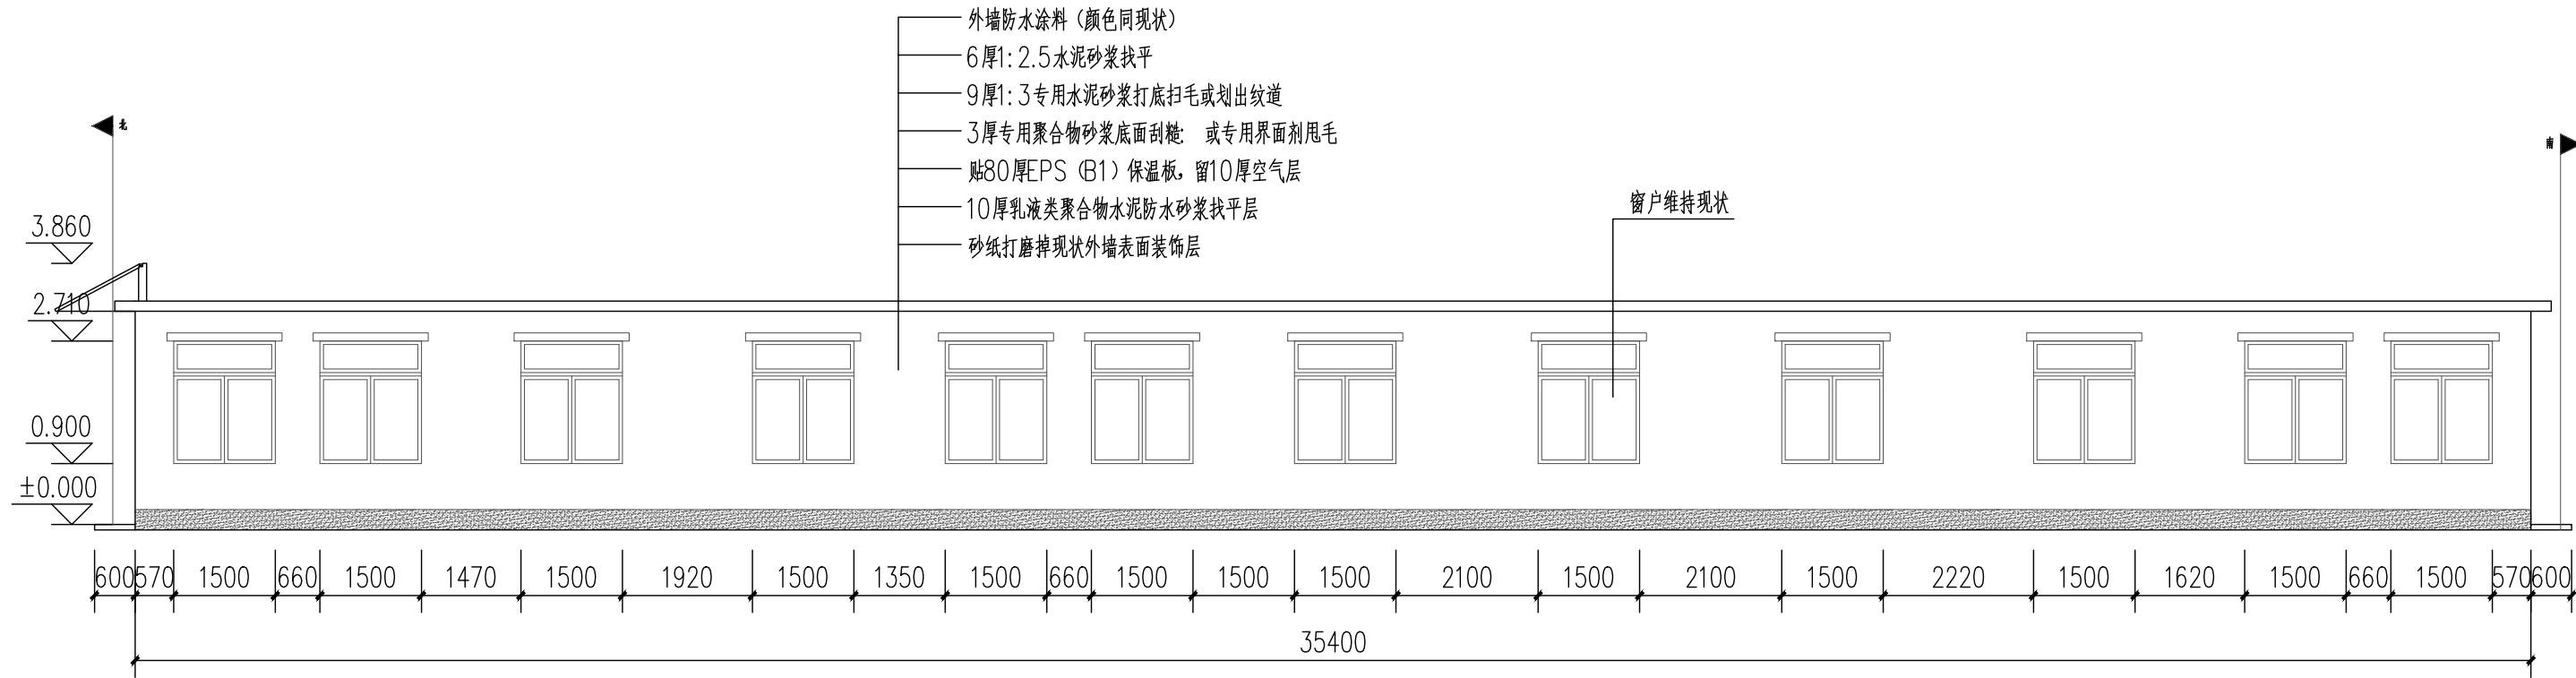 外墙防水涂料（颜色同现状）
6厚1：2.5水泥砂浆找平
9厚1：3专用水泥砂浆打底扫毛或划出纹道
北
3厚专用聚合物砂浆底面刮糙； 或专用界面剂甩毛
南
贴80厚EPS（B1）保温板，留10厚空气层
窗户维持现状
10厚乳液类聚合物水泥防水砂浆找平层
3.860
砂纸打磨掉现状外墙表面装饰层
2.710
0.900
±0.000
600 570 1500 660 1500 1470 1500 1920 1500 1350 1500 660 1500 1500 1500 2100 1500 2100 1500 2220 1500 1620 1500 660 1500 570 600
35400